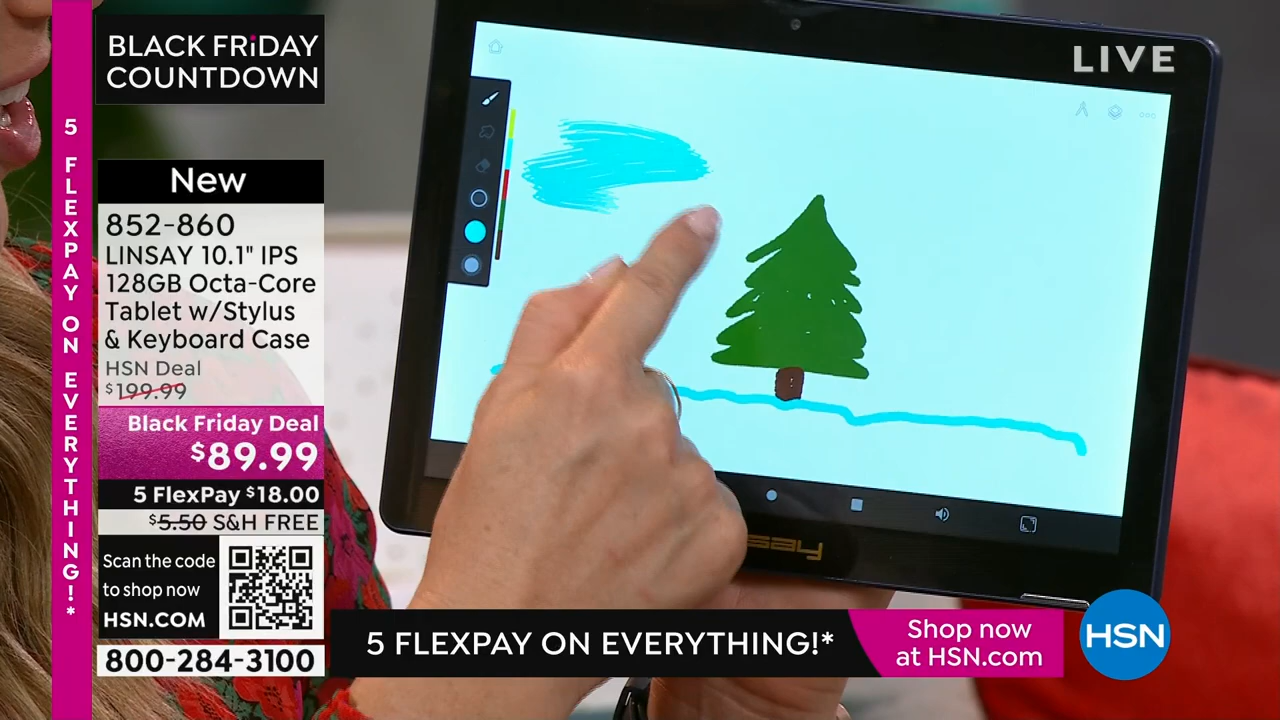 BLACK FRiDAY
COUNTDOWN
LIVE
5 FLEXPAY ON EVERYTHING!*
New
852-860
LINSAY 10.1" IPS
128GB Octa-Core
Tablet w/Stylus
& Keyboard Case
HSN Deal
$199.99
Black Friday Deal
$89.99
5 FlexPay $18.00
$5.50 S&H FREE
Scan the code
to shop now
HSN.COM
800-284-3100
5 FLEXPAY ON EVERYTHING!*
Shop now
at HSN.com
HSN